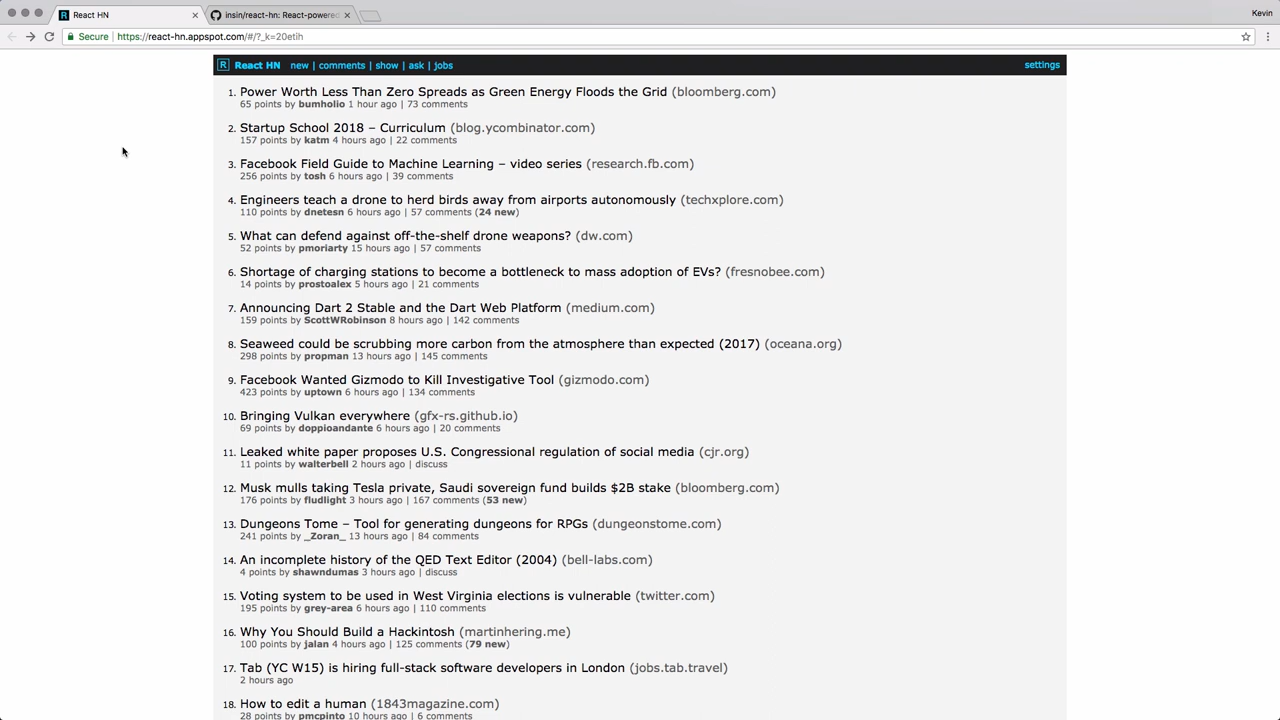 React HN
insin/react-hn: React-powered
Kevin
Secure
https://react-hn.appspot.com/#/?_k=20etih
R React HN new | comments | show | ask | jobs settings
1. Power Worth Less Than Zero Spreads as Green Energy Floods the Grid (bloomberg.com)
65 points by bumholio 1 hour ago | 73 comments
2. Startup School 2018 – Curriculum (blog.ycombinator.com)
157 points by katm 4 hours ago | 22 comments
3. Facebook Field Guide to Machine Learning – video series (research.fb.com)
256 points by tosh 6 hours ago | 39 comments
4. Engineers teach a drone to herd birds away from airports autonomously (techxplore.com)
110 points by dnetesn 6 hours ago | 57 comments (24 new)
5. What can defend against off-the-shelf drone weapons? (dw.com)
52 points by pmoriarty 15 hours ago | 57 comments
6. Shortage of charging stations to become a bottleneck to mass adoption of EVs? (fresnobee.com)
14 points by prostoalex 5 hours ago | 21 comments
7. Announcing Dart 2 Stable and the Dart Web Platform (medium.com)
159 points by ScottWRobinson 8 hours ago | 142 comments
8. Seaweed could be scrubbing more carbon from the atmosphere than expected (2017) (oceana.org)
298 points by propman 13 hours ago | 145 comments
9. Facebook Wanted Gizmodo to Kill Investigative Tool (gizmodo.com)
423 points by uptown 6 hours ago | 134 comments
10. Bringing Vulkan everywhere (gfx-rs.github.io)
69 points by doppioandante 6 hours ago | 20 comments
11. Leaked white paper proposes U.S. Congressional regulation of social media (cjr.org)
11 points by walterbell 2 hours ago | discuss
12. Musk mulls taking Tesla private, Saudi sovereign fund builds $2B stake (bloomberg.com)
176 points by fludlight 3 hours ago | 167 comments (53 new)
13. Dungeons Tome – Tool for generating dungeons for RPGs (dungeonstome.com)
241 points by _Zoran_ 13 hours ago | 84 comments
14. An incomplete history of the QED Text Editor (2004) (bell-labs.com)
4 points by shawndumas 3 hours ago | discuss
15. Voting system to be used in West Virginia elections is vulnerable (twitter.com)
195 points by grey-area 6 hours ago | 110 comments
16. Why You Should Build a Hackintosh (martinhering.me)
100 points by jalan 4 hours ago | 125 comments (79 new)
17. Tab (YC W15) is hiring full-stack software developers in London (jobs.tab.travel)
2 hours ago
18. How to edit a human (1843magazine.com)
28 points by pmcpinto 10 hours ago | 6 comments